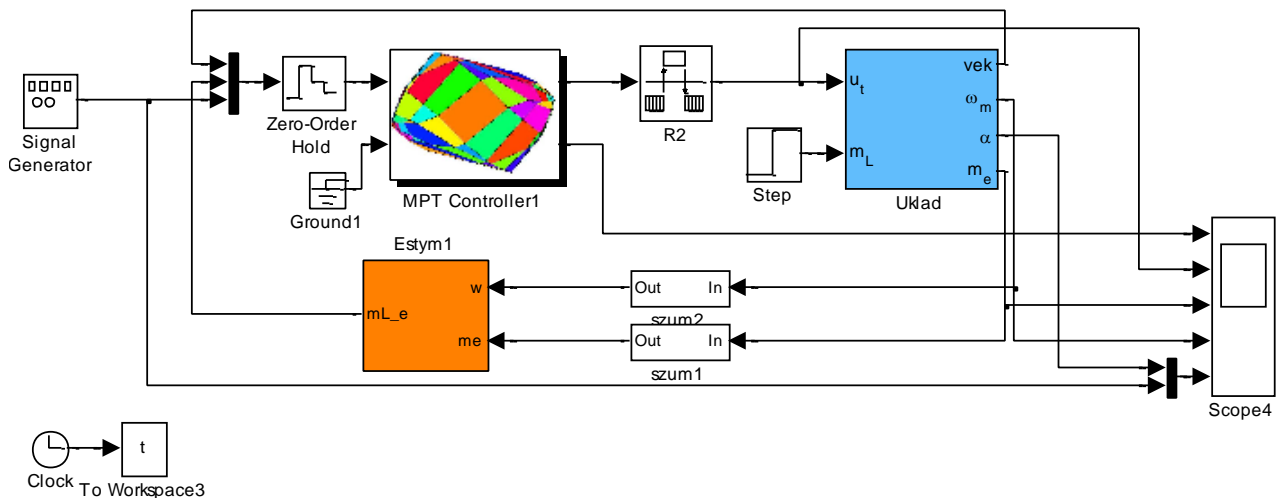 Signal
Generator
Zero-Order
Hold
Ground1
MPT Controller1
R2
Step
u_t
m_L
vek
ω_m
α
m_e
Uklad
Estym1
w
me
mL_e
Out In
szum2
Out In
szum1
Scope4
Clock
t
To Workspace3